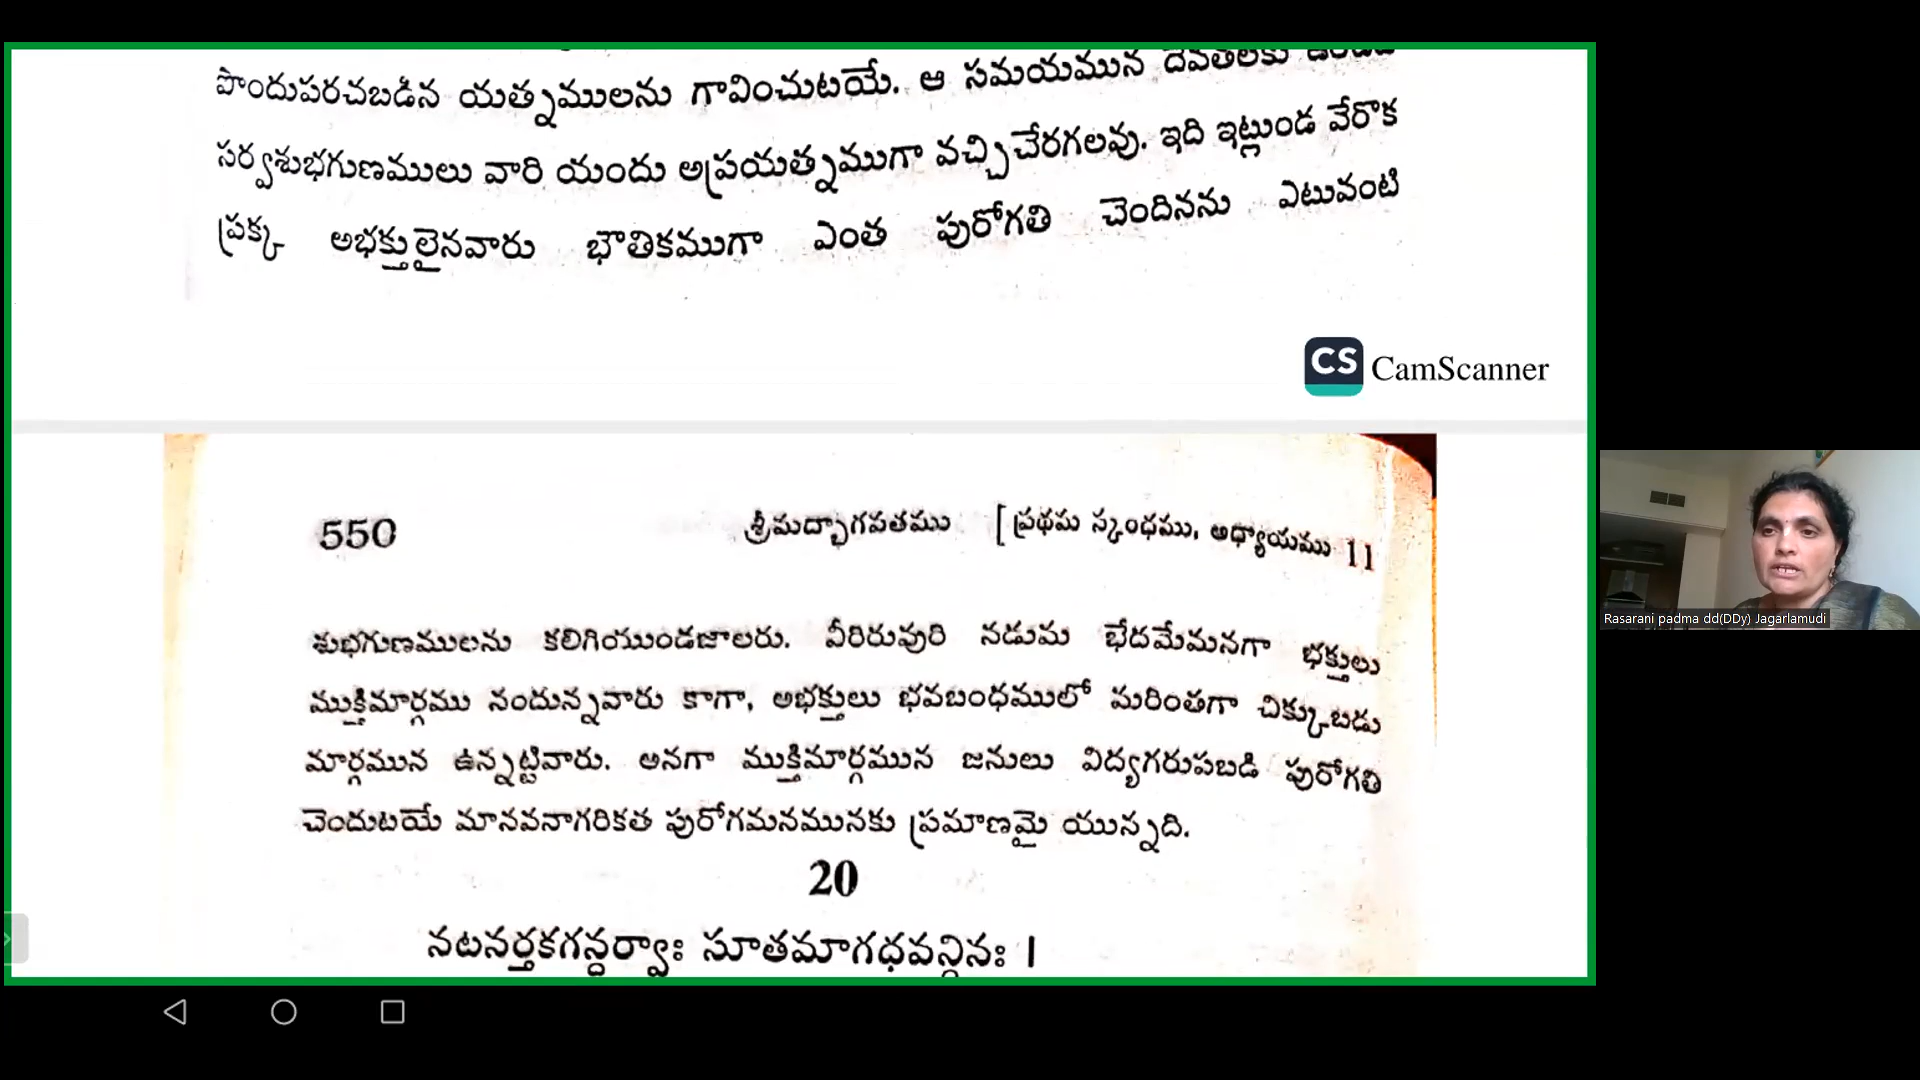 పొందుపరచబడిన యత్నములను గావించుటయే. ఆ సమయమున దేవతలకు
సర్వశుభగుణములు వారి యందు అప్రయత్నముగా వచ్చిచేరగలవు. ఇది ఇట్లుండ వేరొక
ప్రక్క అభక్తులైనవారు భౌతికముగా ఎంత పురోగతి చెందినను ఎటువంటి
CS CamScanner
550 శ్రీమద్భాగవతము [ప్రథమ స్కంధము, అధ్యాయము 11
శుభగుణములను కలిగియుండజాలరు. వీరిరువురి నడుమ భేదమేమనగా భక్తులు
ముక్తిమార్గము నందున్నవారు కాగా, అభక్తులు భవబంధములో మరింతగా చిక్కుబడు
మార్గమున ఉన్నట్టివారు. అనగా ముక్తిమార్గమున జనులు విద్యగరుపబడి పురోగతి
చెందుటయే మానవనాగరికత పురోగమనమునకు ప్రమాణమై యున్నది.
20
నటనర్తకగన్ధర్వాః సూతమాగధవన్దినః |
Rasarani padma dd(DDy) Jagarlamudi